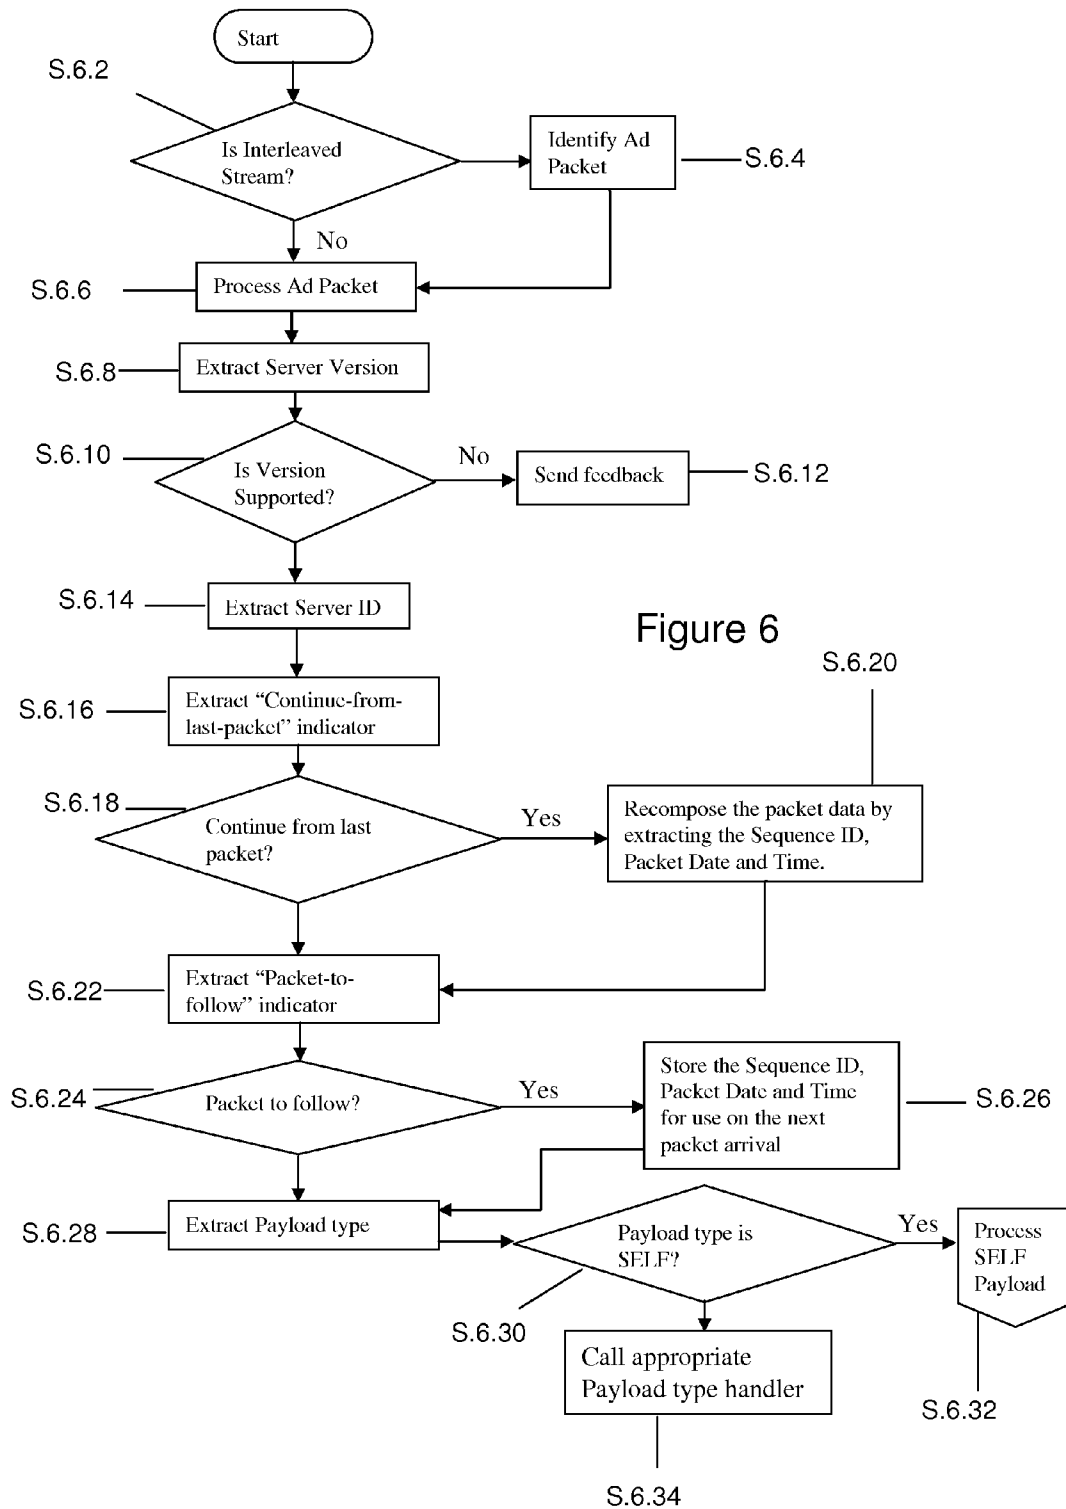 Start
S.6.2
Is Interleaved
Stream?
Identify Ad
Packet
S.6.4
No
S.6.6
Process Ad Packet
S.6.8
Extract Server Version
S.6.10
Is Version
Supported?
No
Send feedback
S.6.12
S.6.14
Extract Server ID
Figure 6
S.6.20
S.6.16
Extract “Continue-from-
last-packet” indicator
S.6.18
Continue from last
packet?
Yes
Recompose the packet data by
extracting the Sequence ID,
Packet Date and Time.
S.6.22
Extract “Packet-to-
follow” indicator
S.6.24
Packet to follow?
Yes
Store the Sequence ID,
Packet Date and Time
for use on the next
packet arrival
S.6.26
S.6.28
Extract Payload type
Payload type is
SELF?
Yes
Process
SELF
Payload
S.6.30
Call appropriate
Payload type handler
S.6.32
S.6.34